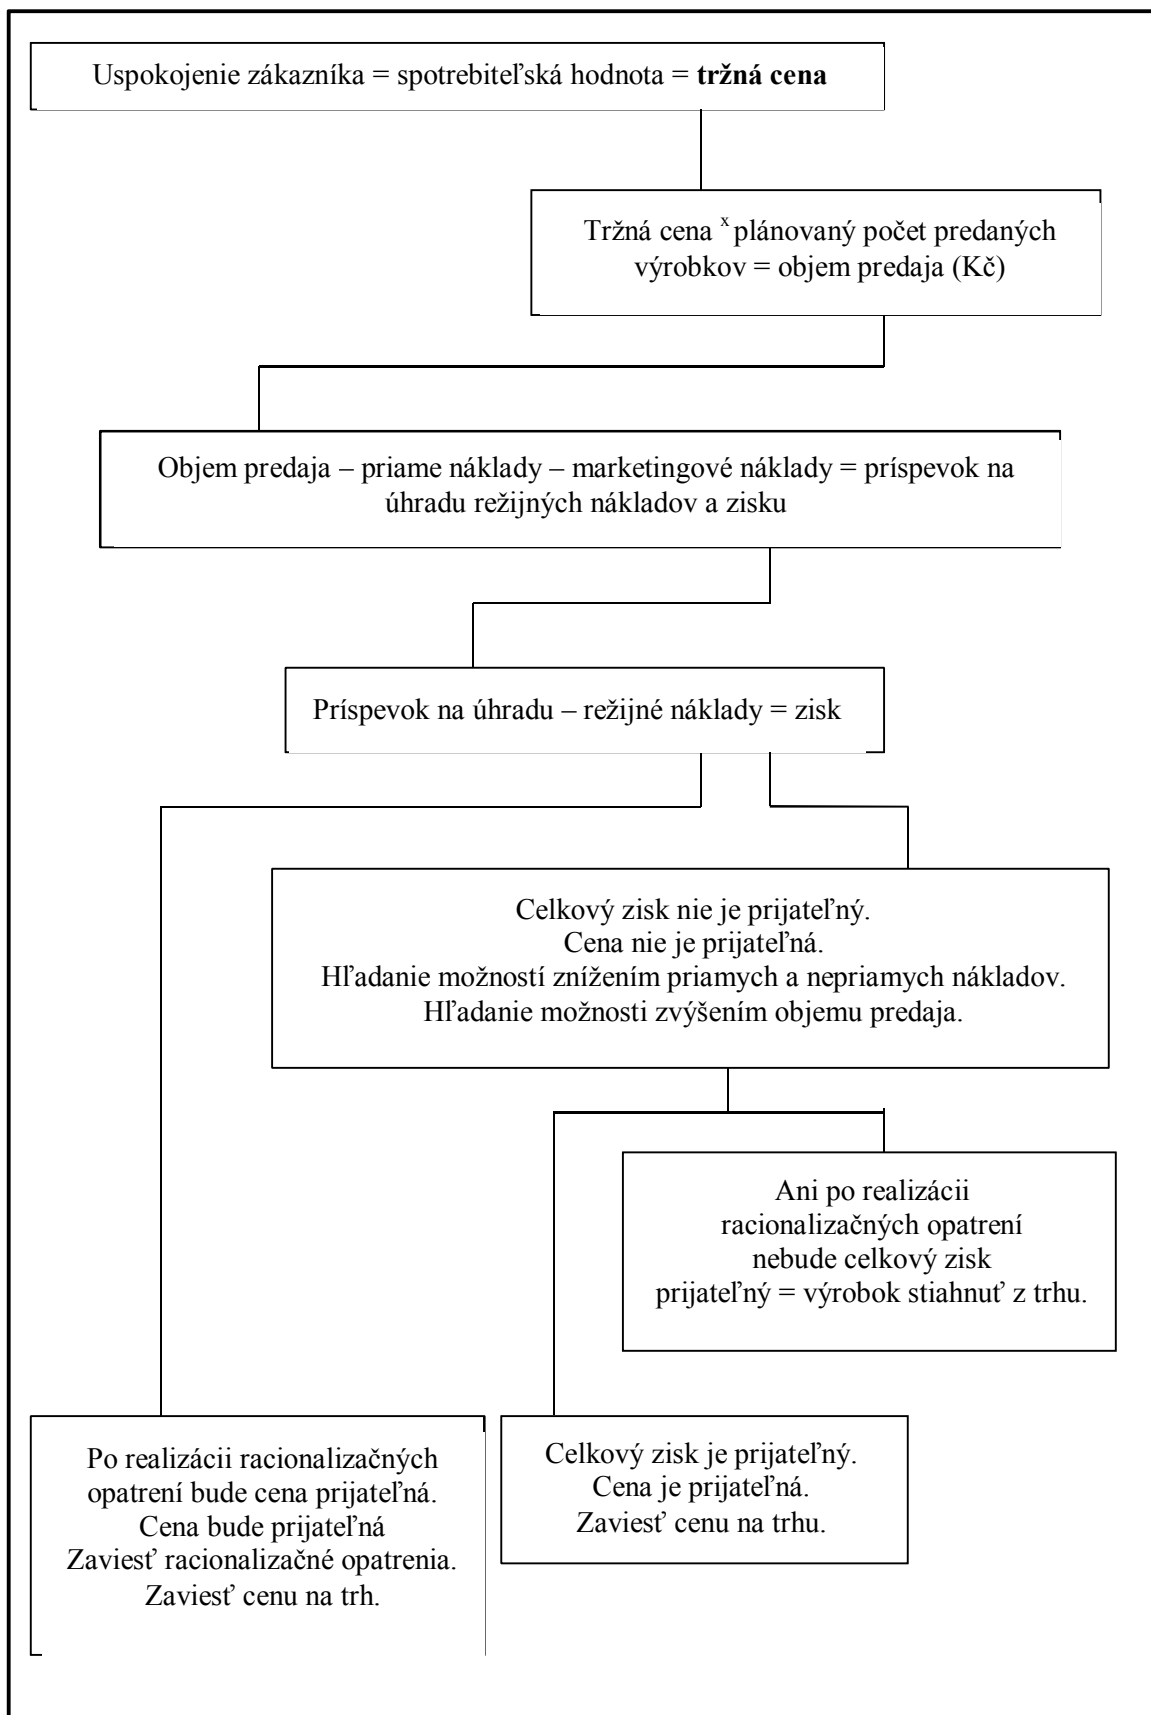 Uspokojenie zákazníka = spotrebiteľská hodnota = tržná cena
Tržná cena x plánovaný počet predaných
výrobkov = objem predaja (Kč)
Objem predaja – priame náklady – marketingové náklady = príspevok na
úhradu režijných nákladov a zisku
Príspevok na úhradu – režijné náklady = zisk
Celkový zisk nie je prijateľný.
Cena nie je prijateľná.
Hľadanie možností znížením priamych a nepriamych nákladov.
Hľadanie možnosti zvýšením objemu predaja.
Ani po realizácii
racionalizačných opatrení
nebude celkový zisk
prijateľný = výrobok stiahnuť z trhu.
Po realizácii racionalizačných
opatrení bude cena prijateľná.
Cena bude prijateľná
Zaviesť racionalizačné opatrenia.
Zaviesť cenu na trh.
Celkový zisk je prijateľný.
Cena je prijateľná.
Zaviesť cenu na trhu.